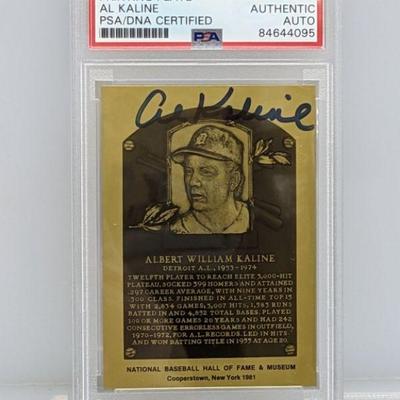 AL KALINE
PSA/DNA CERTIFIED
AUTHENTIC
AUTO
84644095
PSA
Al Kaline
ALBERT WILLIAM KALINE
DETROIT A.L., 1953-1974
TWELFTH PLAYER TO REACH ELITE 3,000-HIT
PLATEAU. SOCKED 399 HOMERS AND ATTAINED
.297 CAREER AVERAGE, WITH NINE YEARS IN
.300 CLASS. FINISHED IN ALL-TIME TOP 15
WITH 2,834 GAMES, 3,007 HITS, 1,583 RUNS
BATTED IN AND 4,852 TOTAL BASES. PLAYED
100 OR MORE GAMES 20 YEARS AND HAD 242
CONSECUTIVE ERRORLESS GAMES IN OUTFIELD,
1970-1972, FOR A.L. RECORDS. LED IN HITS
AND WON BATTING TITLE IN 1955 AT AGE 20.
NATIONAL BASEBALL HALL OF FAME & MUSEUM
Cooperstown, New York 1981